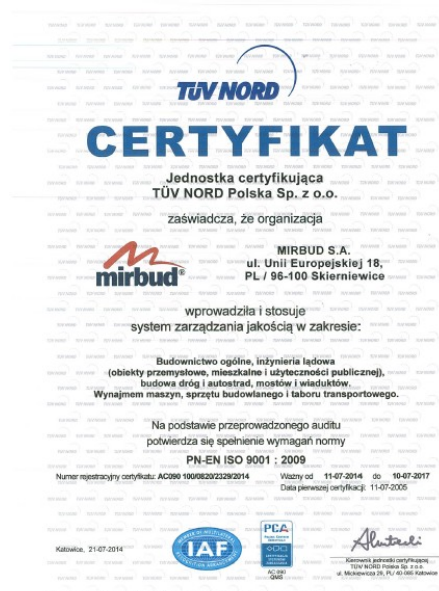 TÜV NORD
CERTYFIKAT
Jednostka certyfikująca
TÜV NORD Polska Sp. z o.o.
zaświadcza, że organizacja
mirbud®
MIRBUD S.A.
ul. Unii Europejskiej 18,
PL / 96-100 Skierniewice
wprowadziła i stosuje
system zarządzania jakością w zakresie:
Budownictwo ogólne, inżynieria lądowa
(obiekty przemysłowe, mieszkalne i użyteczności publicznej),
budowa dróg i autostrad, mostów i wiaduktów.
Wynajmem maszyn, sprzętu budowlanego i taboru transportowego.
Na podstawie przeprowadzonego auditu
potwierdza się spełnienie wymagań normy
PN-EN ISO 9001 : 2009
Numer rejestracyjny certyfikatu: AC090 100/0820/2329/2014 Ważny od 11-07-2014 do 10-07-2017
Data pierwszej certyfikacji: 11-07-2005
Katowice, 21-07-2014
IAF
PCA
AC 090
QMS
Kierownik jednostki certyfikującej
TÜV NORD Polska Sp. z o.o.
ul. Mickiewicza 29, PL/ 40-085 Katowice